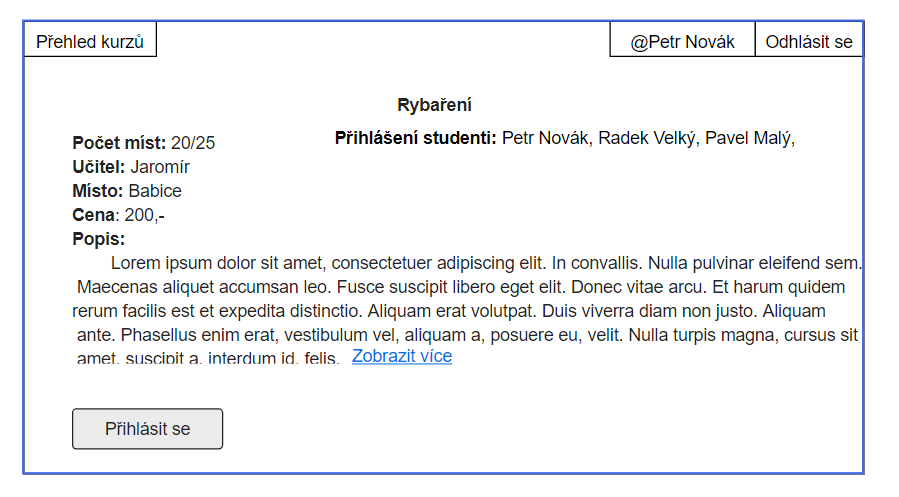 Přehled kurzů
@Petr Novák
Odhlásit se
Rybaření
Přihlášení studenti: Petr Novák, Radek Velký, Pavel Malý,
Počet míst: 20/25
Učitel: Jaromír
Místo: Babice
Cena: 200,-
Popis:
Lorem ipsum dolor sit amet, consectetuer adipiscing elit. In convallis. Nulla pulvinar eleifend sem.
Maecenas aliquet accumsan leo. Fusce suscipit libero eget elit. Donec vitae arcu. Et harum quidem
rerum facilis est et expedita distinctio. Aliquam erat volutpat. Duis viverra diam non justo. Aliquam
ante. Phasellus enim erat, vestibulum vel, aliquam a, posuere eu, velit. Nulla turpis magna, cursus sit
amet, suscipit a, interdum id, felis. Zobrazit více
Přihlásit se